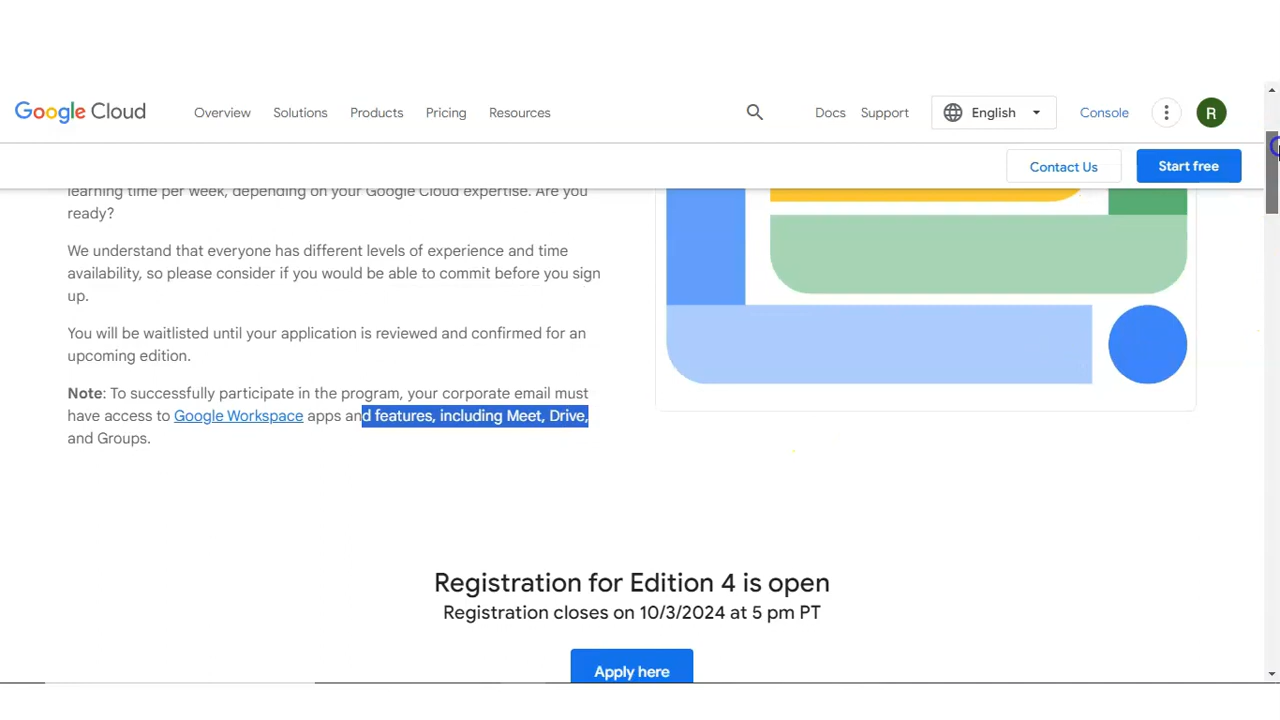 Google Cloud
Overview
Solutions
Products
Pricing
Resources
Docs
Support
English
Console
R
Contact Us
Start free
learning time per week, depending on your Google Cloud expertise. Are you
ready?
We understand that everyone has different levels of experience and time
availability, so please consider if you would be able to commit before you sign
up.
You will be waitlisted until your application is reviewed and confirmed for an
upcoming edition.
Note: To successfully participate in the program, your corporate email must
have access to Google Workspace apps and features, including Meet, Drive,
and Groups.
Registration for Edition 4 is open
Registration closes on 10/3/2024 at 5 pm PT
Apply here